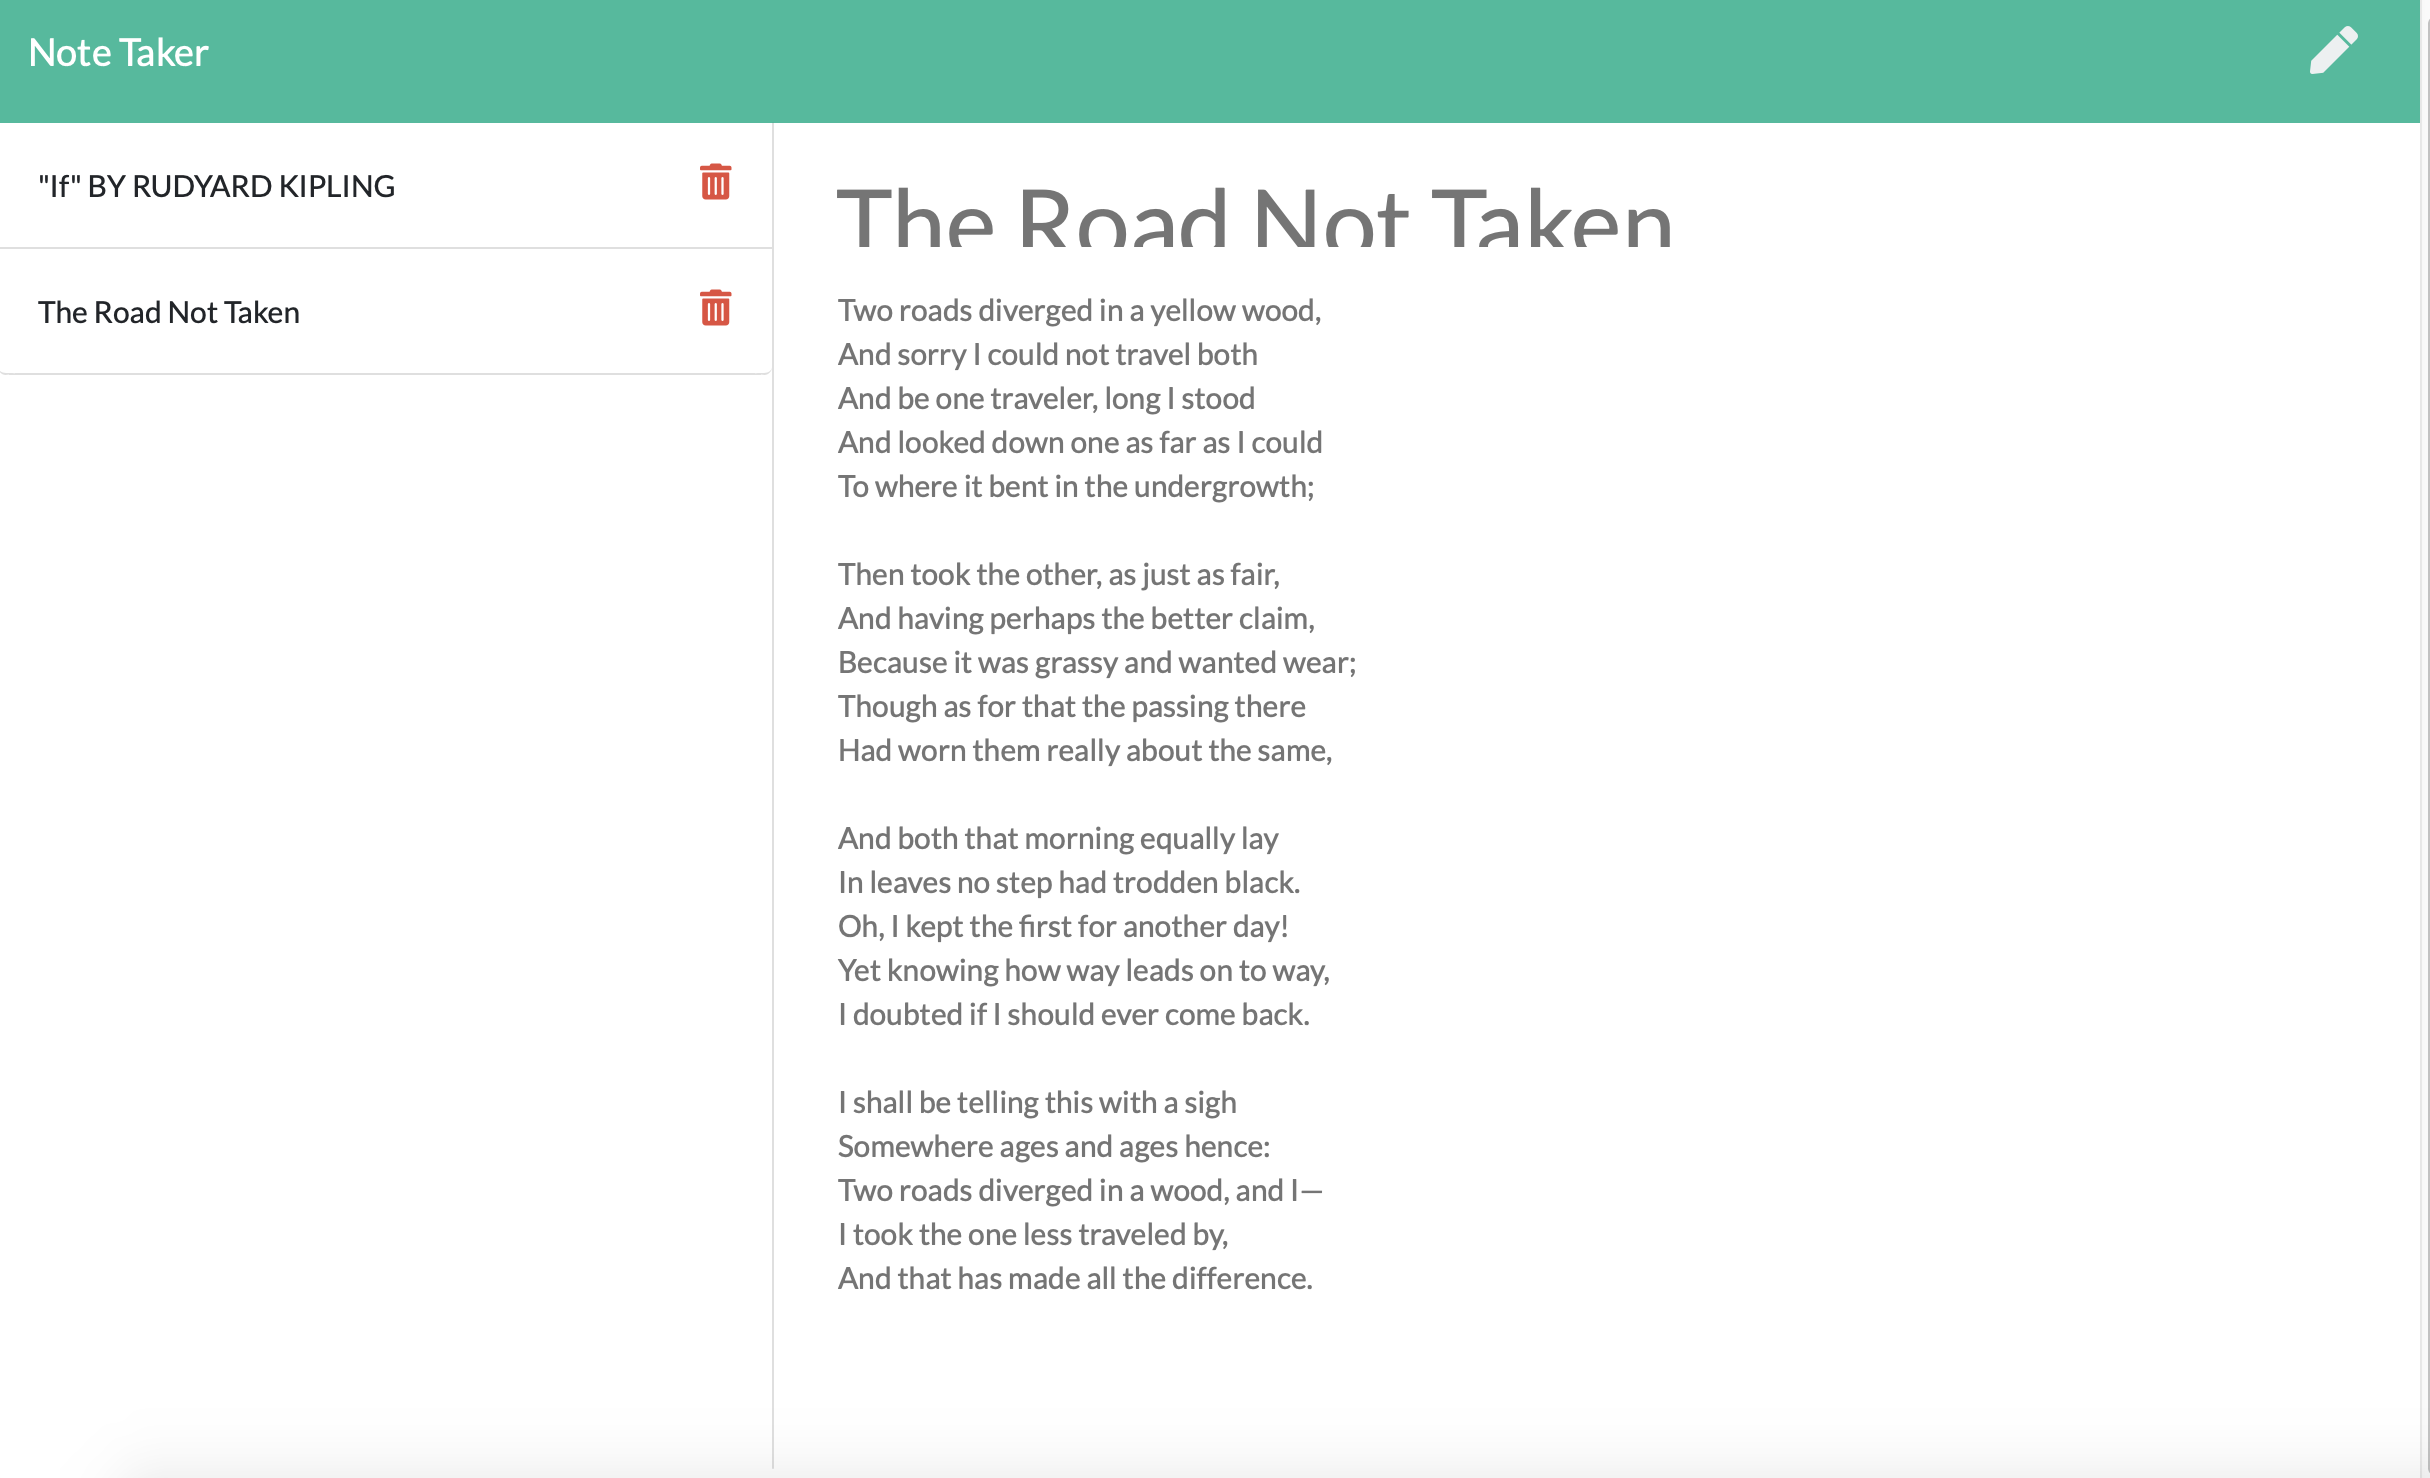 Note Taker
"If" BY RUDYARD KIPLING
The Road Not Taken
The Road Not Taken
Two roads diverged in a yellow wood,
And sorry I could not travel both
And be one traveler, long I stood
And looked down one as far as I could
To where it bent in the undergrowth;

Then took the other, as just as fair,
And having perhaps the better claim,
Because it was grassy and wanted wear;
Though as for that the passing there
Had worn them really about the same,

And both that morning equally lay
In leaves no step had trodden black.
Oh, I kept the first for another day!
Yet knowing how way leads on to way,
I doubted if I should ever come back.

I shall be telling this with a sigh
Somewhere ages and ages hence:
Two roads diverged in a wood, and I—
I took the one less traveled by,
And that has made all the difference.